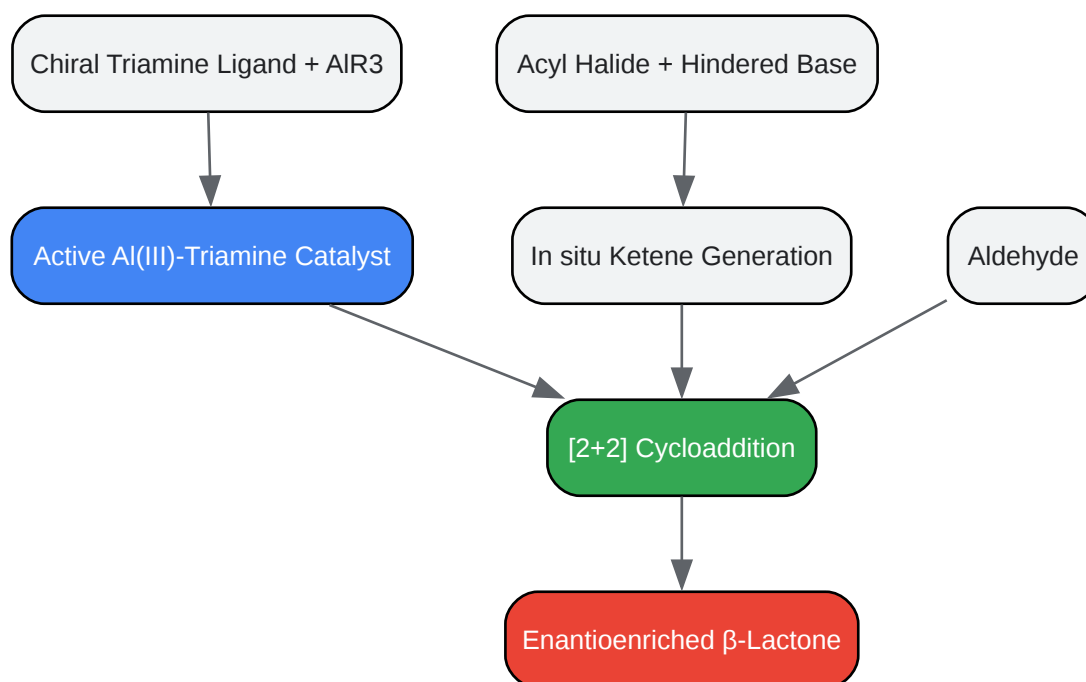 Chiral Triamine Ligand + AlR3
Acyl Halide + Hindered Base
Active Al(III)-Triamine Catalyst
In situ Ketene Generation
Aldehyde
[2+2] Cycloaddition
Enantioenriched β-Lactone